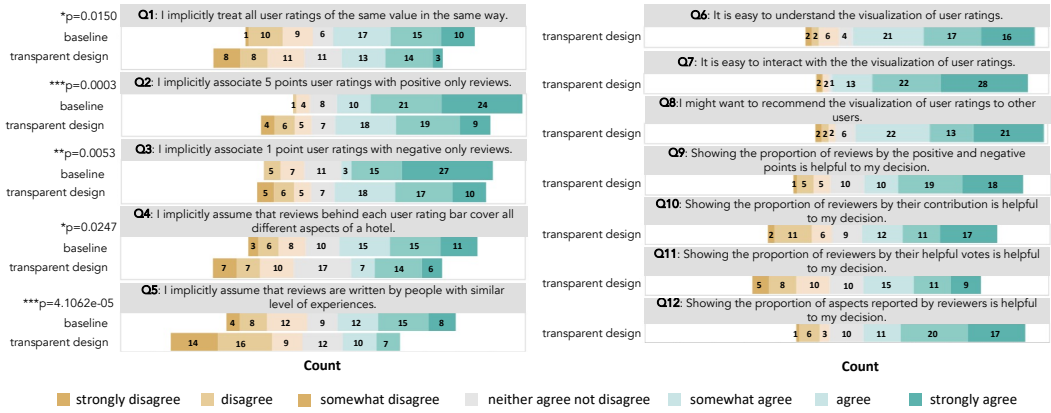 *p=0.0150
Q1: I implicitly treat all user ratings of the same value in the same way.
baseline
1 10 9 6 17 15 10
transparent design
8 8 11 11 13 14 3
***p=0.0003
Q2: I implicitly associate 5 points user ratings with positive only reviews.
baseline
1 4 8 10 21 24
transparent design
4 6 5 7 18 19 9
**p=0.0053
Q3: I implicitly associate 1 point user ratings with negative only reviews.
baseline
5 7 11 3 15 27
transparent design
5 6 5 7 18 17 10
*p=0.0247
Q4: I implicitly assume that reviews behind each user rating bar cover all
different aspects of a hotel.
baseline
3 6 8 10 15 15 11
transparent design
7 7 10 17 7 14 6
***p=4.1062e-05
Q5: I implicitly assume that reviews are written by people with similar
level of experiences.
baseline
4 8 12 9 12 15 8
transparent design
14 16 9 12 10 7
Count
Q6: It is easy to understand the visualization of user ratings.
transparent design
2 2 6 4 21 17 16
Q7: It is easy to interact with the the visualization of user ratings.
transparent design
2 2 1 13 22 28
Q8:I might want to recommend the visualization of user ratings to other
users.
transparent design
2 2 2 6 22 13 21
Q9: Showing the proportion of reviews by the positive and negative
points is helpful to my decision.
transparent design
1 5 5 10 10 19 18
Q10: Showing the proportion of reviewers by their contribution is helpful
to my decision.
transparent design
2 11 6 9 12 11 17
Q11: Showing the proportion of reviewers by their helpful votes is helpful
to my decision.
transparent design
5 8 10 10 15 11 9
Q12: Showing the proportion of aspects reported by reviewers is helpful
to my decision.
transparent design
1 6 3 10 11 20 17
Count
strongly disagree disagree somewhat disagree neither agree not disagree somewhat agree agree strongly agree